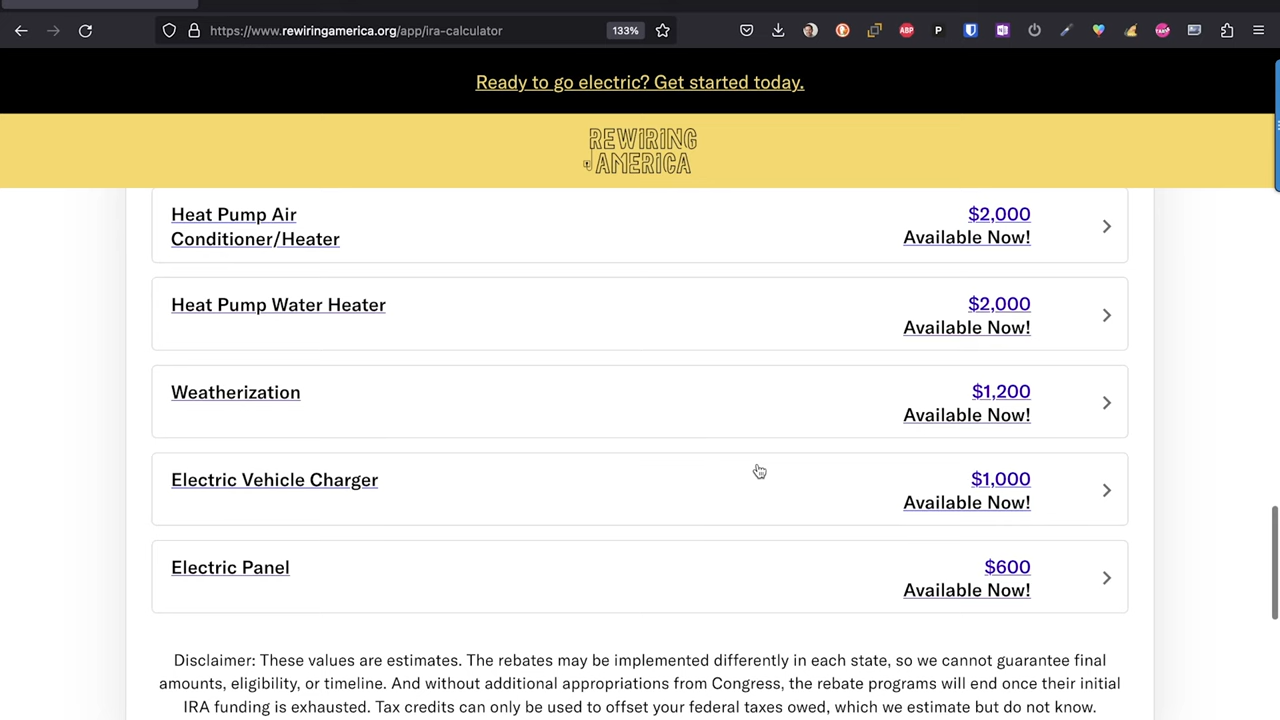 https://www.rewiringamerica.org/app/ira-calculator
133%
ABP
P
Ready to go electric? Get started today.
REWIRING
AMERICA
Heat Pump Air
Conditioner/Heater
$2,000
Available Now!
Heat Pump Water Heater
$2,000
Available Now!
Weatherization
$1,200
Available Now!
Electric Vehicle Charger
$1,000
Available Now!
Electric Panel
$600
Available Now!
Disclaimer: These values are estimates. The rebates may be implemented differently in each state, so we cannot guarantee final
amounts, eligibility, or timeline. And without additional appropriations from Congress, the rebate programs will end once their initial
IRA funding is exhausted. Tax credits can only be used to offset your federal taxes owed, which we estimate but do not know.